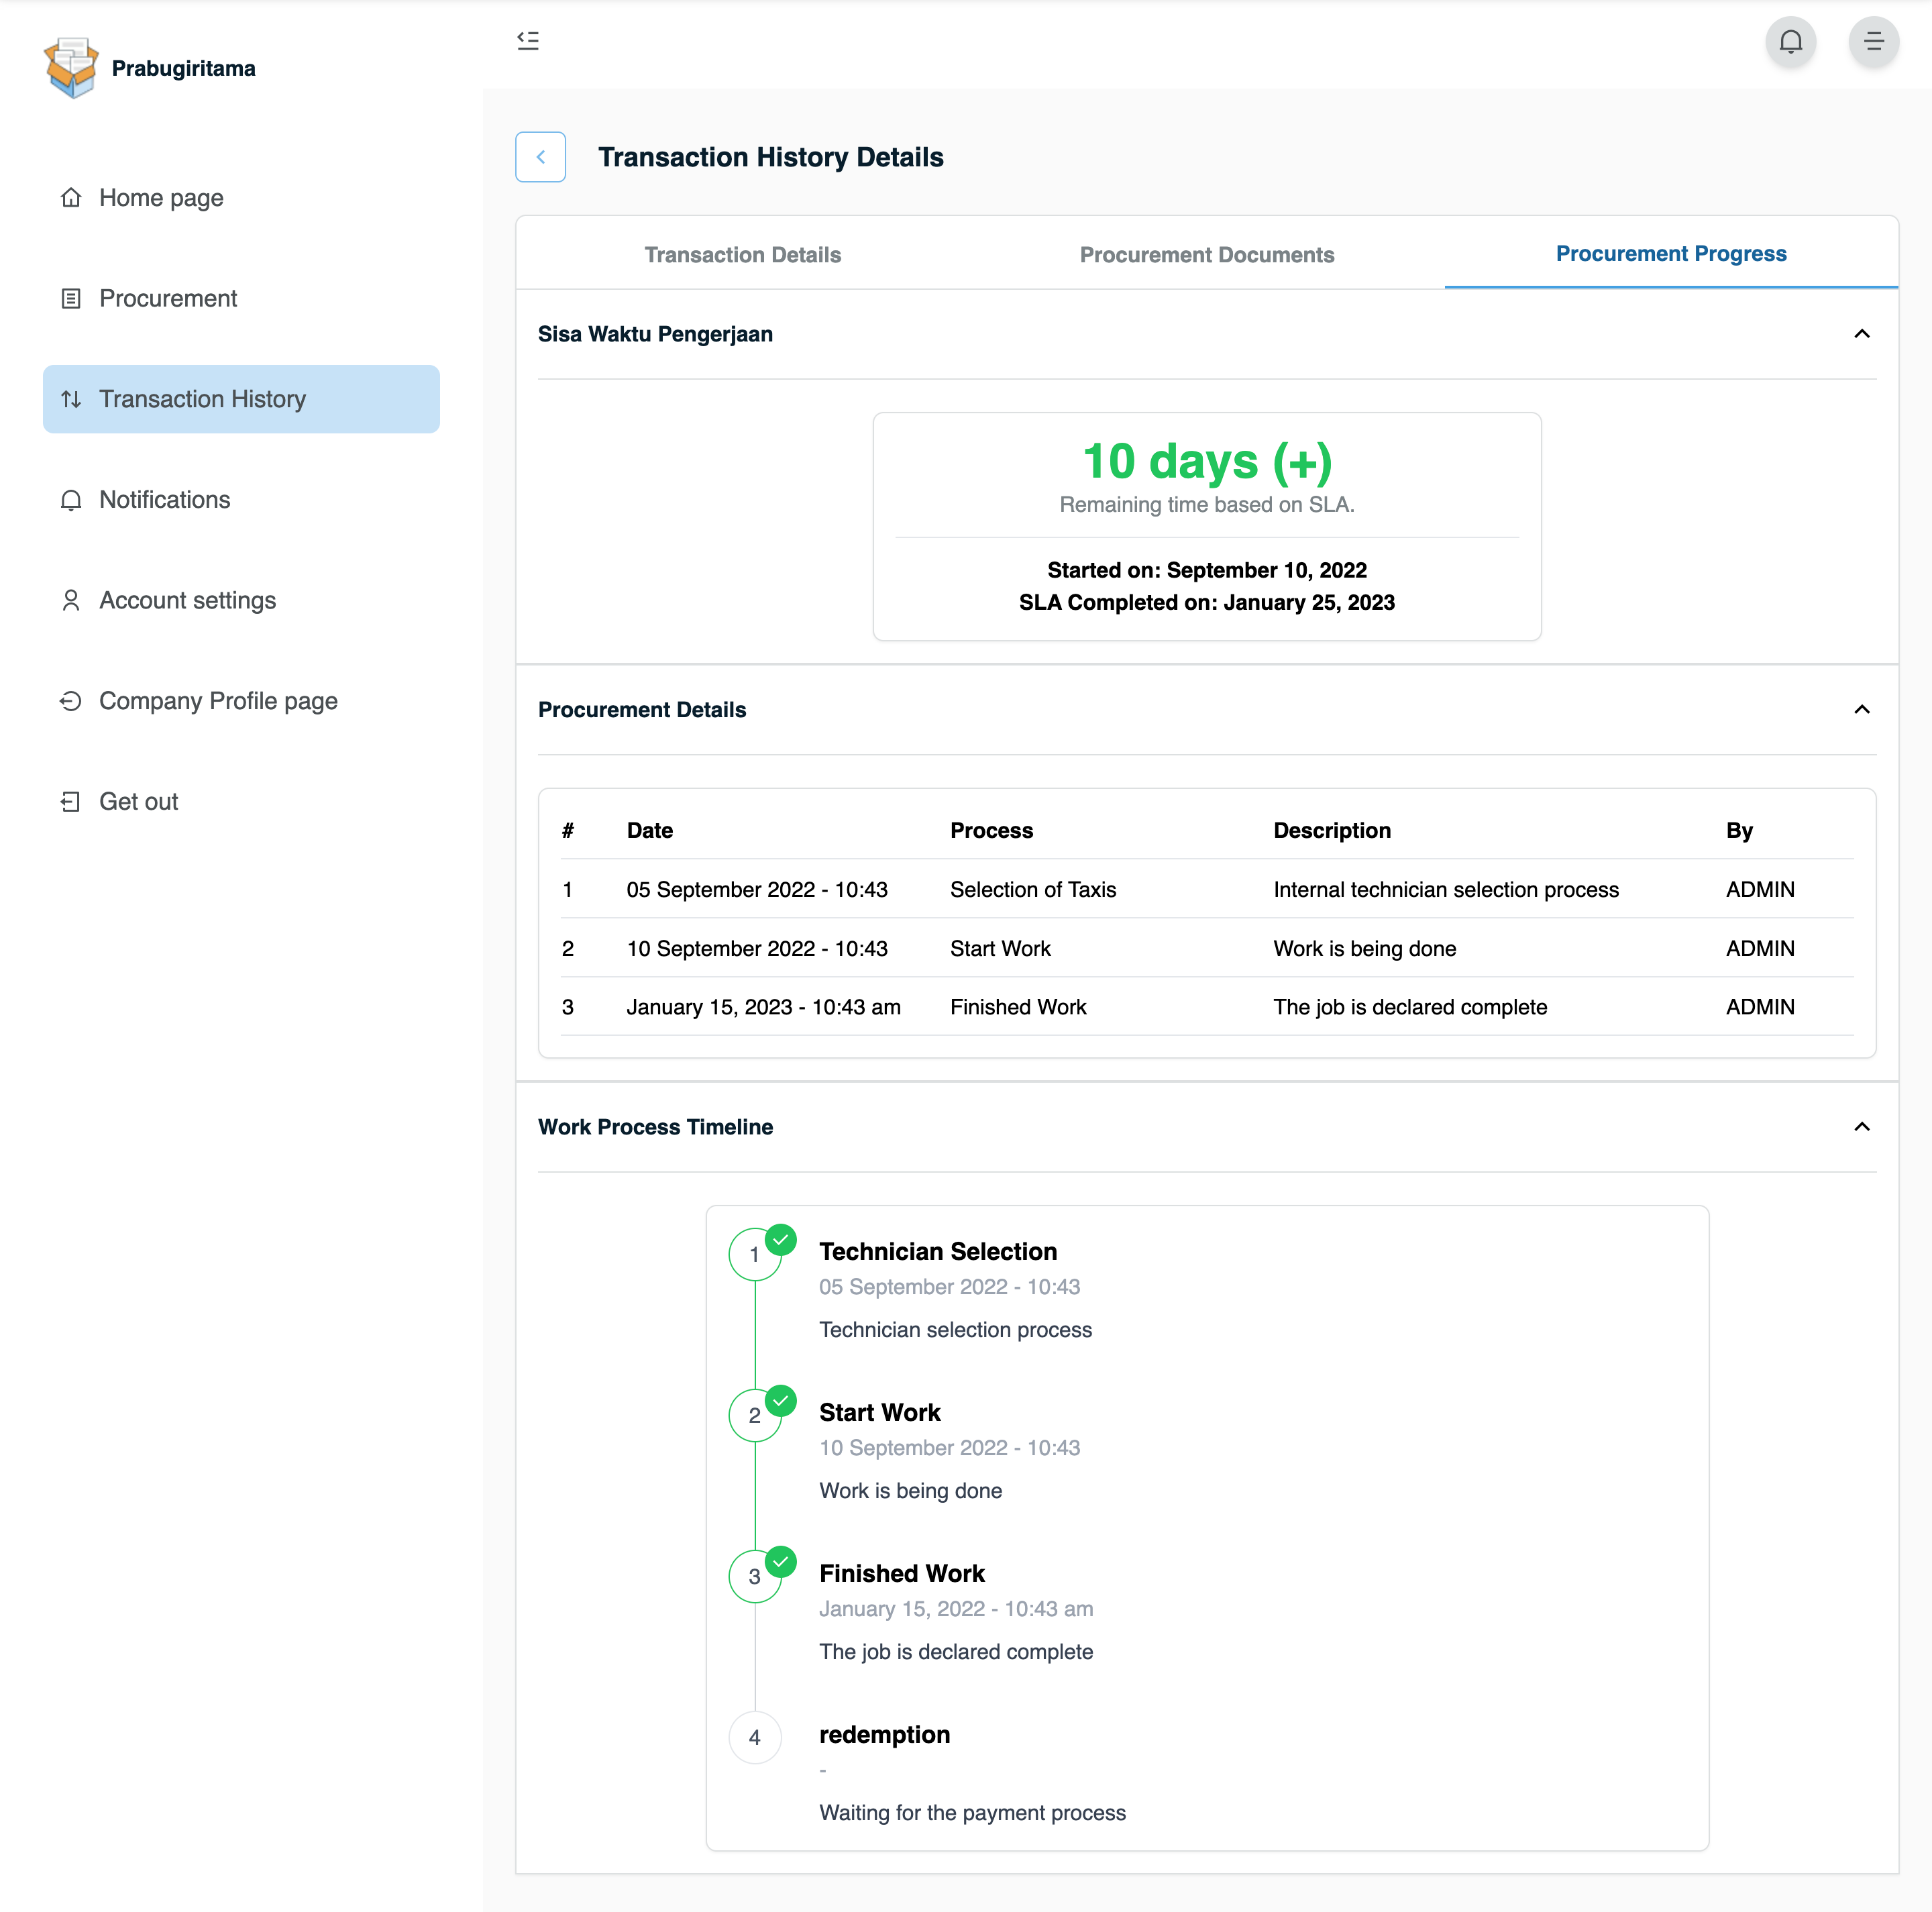 Prabugiritama
Home page
Procurement
Transaction History
Notifications
Account settings
Company Profile page
Get out
Transaction History Details
Transaction Details
Procurement Documents
Procurement Progress
Sisa Waktu Pengerjaan
10 days (+)
Remaining time based on SLA.
Started on: September 10, 2022
SLA Completed on: January 25, 2023
Procurement Details
# Date Process Description By
1 05 September 2022 - 10:43 Selection of Taxis Internal technician selection process ADMIN
2 10 September 2022 - 10:43 Start Work Work is being done ADMIN
3 January 15, 2023 - 10:43 am Finished Work The job is declared complete ADMIN
Work Process Timeline
1 Technician Selection
05 September 2022 - 10:43
Technician selection process
2 Start Work
10 September 2022 - 10:43
Work is being done
3 Finished Work
January 15, 2022 - 10:43 am
The job is declared complete
4 redemption
-
Waiting for the payment process